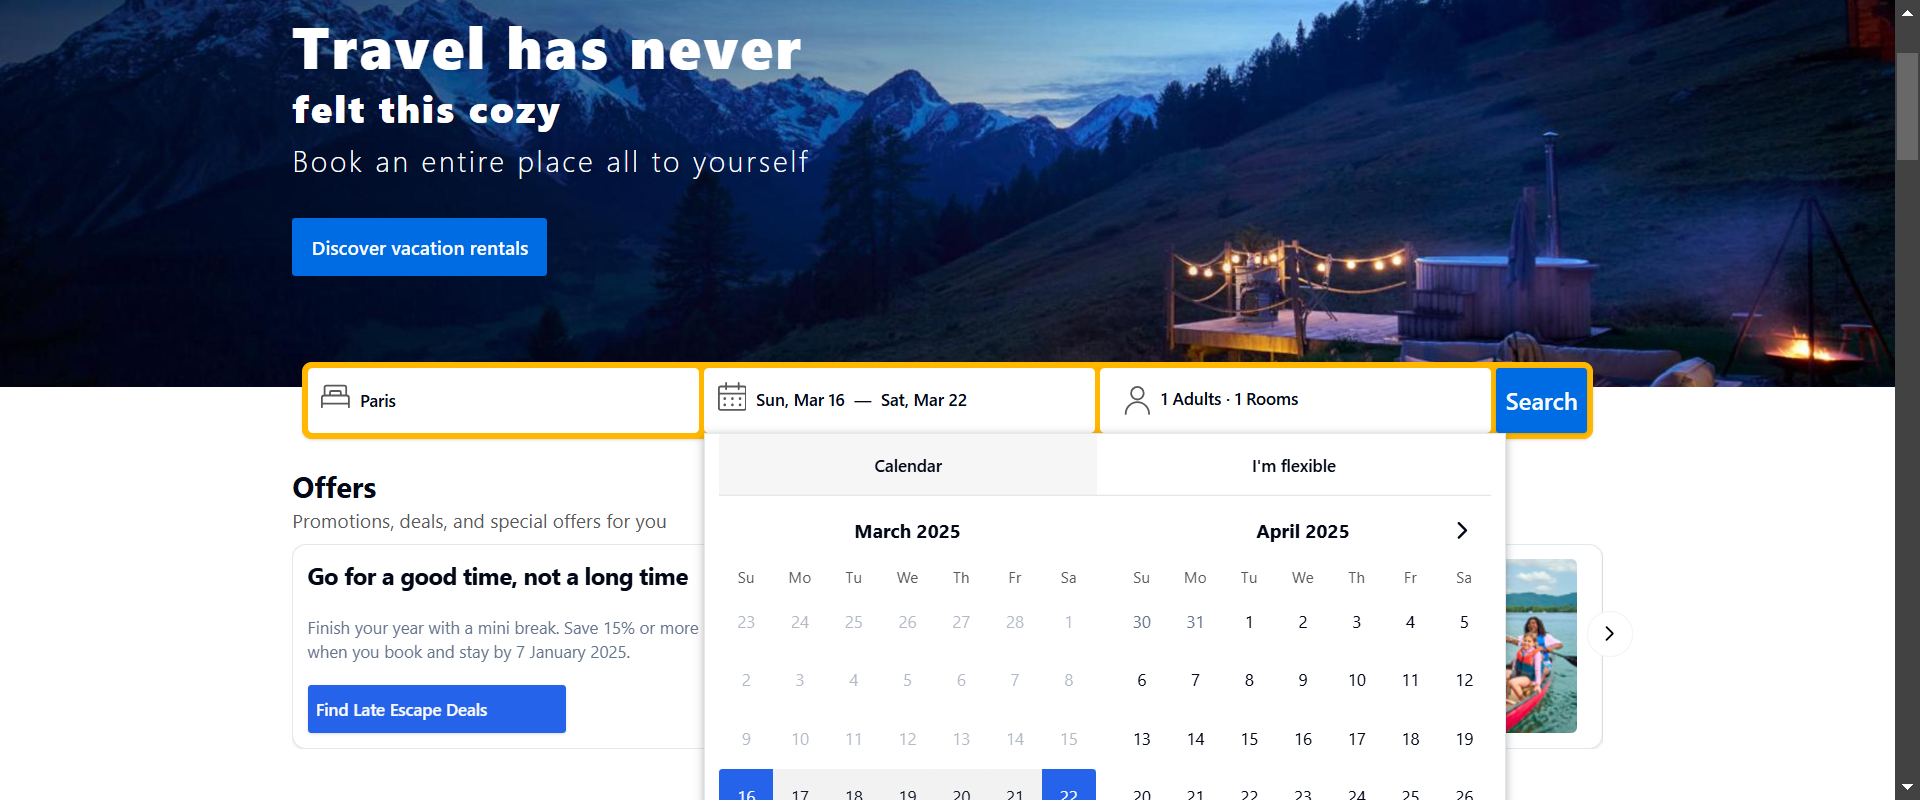 Travel has never
felt this cozy
Book an entire place all to yourself
Discover vacation rentals
Paris
Sun, Mar 16 — Sat, Mar 22
1 Adults · 1 Rooms
Search
Calendar
I'm flexible
Offers
Promotions, deals, and special offers for you
Go for a good time, not a long time
Finish your year with a mini break. Save 15% or more
when you book and stay by 7 January 2025.
Find Late Escape Deals
March 2025
Su Mo Tu We Th Fr Sa
23 24 25 26 27 28 1
2 3 4 5 6 7 8
9 10 11 12 13 14 15
16 17 18 19 20 21 22
April 2025
Su Mo Tu We Th Fr Sa
30 31 1 2 3 4 5
6 7 8 9 10 11 12
13 14 15 16 17 18 19
20 21 22 23 24 25 26